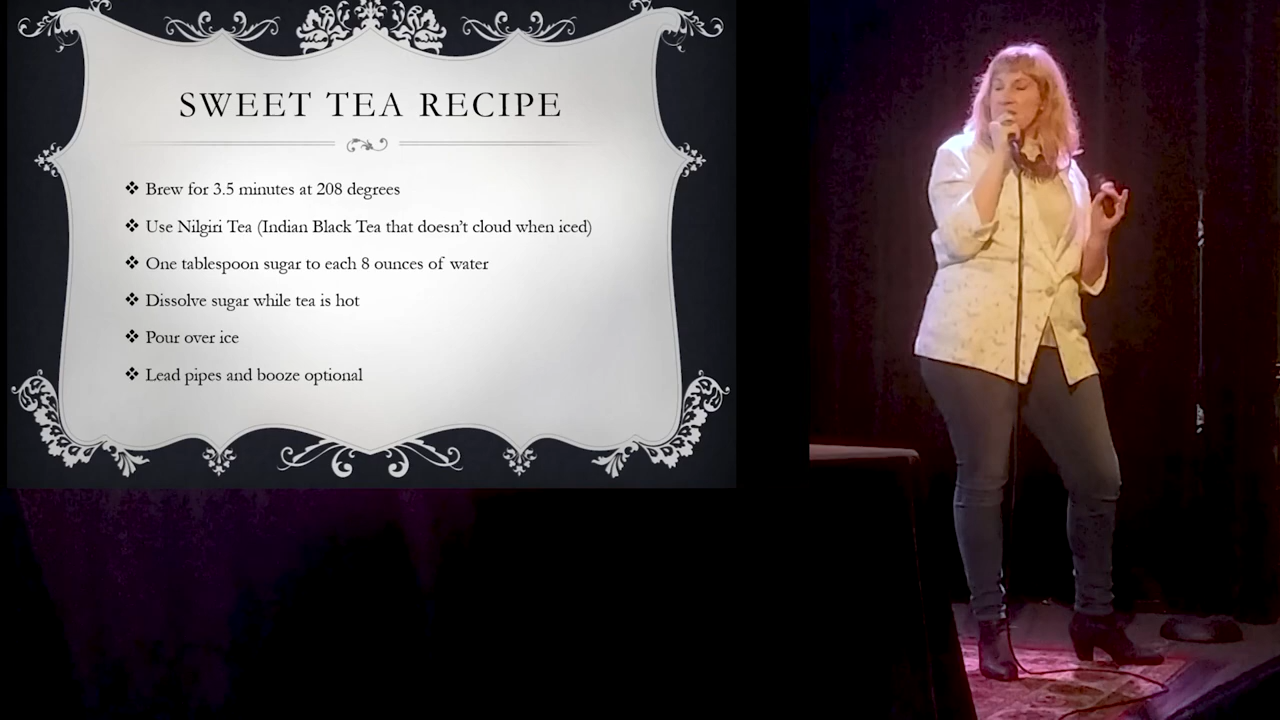 SWEET TEA RECIPE
❖ Brew for 3.5 minutes at 208 degrees
❖ Use Nilgiri Tea (Indian Black Tea that doesn’t cloud when iced)
❖ One tablespoon sugar to each 8 ounces of water
❖ Dissolve sugar while tea is hot
❖ Pour over ice
❖ Lead pipes and booze optional